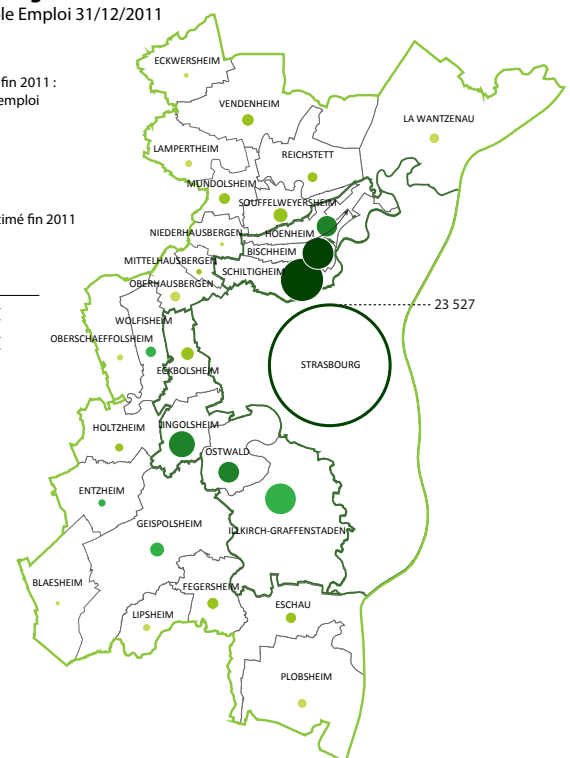 le Emploi 31/12/2011
fin 2011 :
emploi
timé fin 2011
ECKWERSHEIM
VENDENHEIM
LA WANTZENAU
LAMPERTHEIM
REICHSTETT
MUNDOLSHEIM
SOUFFELWEYERSHEIM
NIEDERHAUSBERGEN
HOENHEIM
BISCHHEIM
MITTELHAUSBERGEN
SCHILTIGHEIM
OBERHAUSBERGEN
23 527
WOLFISHEIM
OBERSCHAEFFOLSHEIM
STRASBOURG
ECKBOLSHEIM
HOLTZHEIM
LINGOLSHEIM
OSTWALD
ENTZHEIM
GEISPOLSHEIM
ILLKIRCH-GRAFFENSTADEN
BLAESHEIM
FEGERSHEIM
LIPSHEIM
ESCHAU
PLOBSHEIM